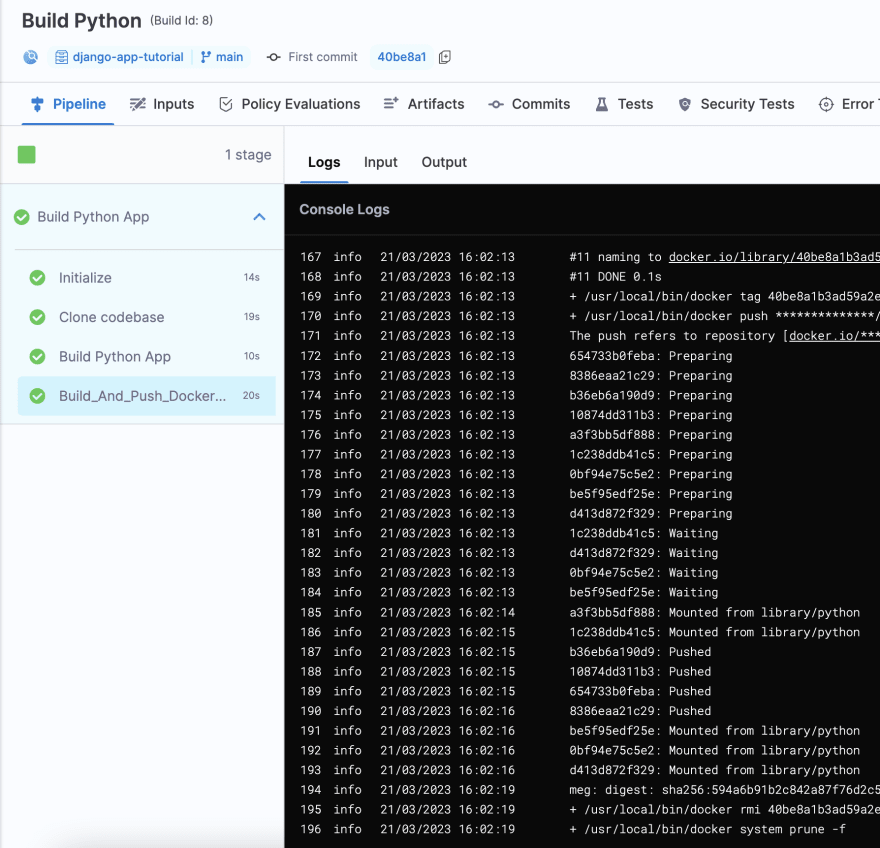 Build Python (Build Id: 8)
django-app-tutorial main First commit 40be8a1
Pipeline Inputs Policy Evaluations Artifacts Commits Tests Security Tests Error T
1 stage
Logs Input Output
Build Python App
Console Logs
Initialize 14s
Clone codebase 19s
Build Python App 10s
Build_And_Push_Docker... 20s
167 info 21/03/2023 16:02:13 #11 naming to docker.io/library/40be8a1b3ad5
168 info 21/03/2023 16:02:13 #11 DONE 0.1s
169 info 21/03/2023 16:02:13 + /usr/local/bin/docker tag 40be8a1b3ad59a2e
170 info 21/03/2023 16:02:13 + /usr/local/bin/docker push **************/
171 info 21/03/2023 16:02:13 The push refers to repository [docker.io/***
172 info 21/03/2023 16:02:13 654733b0feba: Preparing
173 info 21/03/2023 16:02:13 8386eaa21c29: Preparing
174 info 21/03/2023 16:02:13 b36eb6a190d9: Preparing
175 info 21/03/2023 16:02:13 10874dd311b3: Preparing
176 info 21/03/2023 16:02:13 a3f3bb5df888: Preparing
177 info 21/03/2023 16:02:13 1c238ddb41c5: Preparing
178 info 21/03/2023 16:02:13 0bf94e75c5e2: Preparing
179 info 21/03/2023 16:02:13 be5f95edf25e: Preparing
180 info 21/03/2023 16:02:13 d413d872f329: Preparing
181 info 21/03/2023 16:02:13 1c238ddb41c5: Waiting
182 info 21/03/2023 16:02:13 d413d872f329: Waiting
183 info 21/03/2023 16:02:13 0bf94e75c5e2: Waiting
184 info 21/03/2023 16:02:13 be5f95edf25e: Waiting
185 info 21/03/2023 16:02:14 a3f3bb5df888: Mounted from library/python
186 info 21/03/2023 16:02:15 1c238ddb41c5: Mounted from library/python
187 info 21/03/2023 16:02:15 b36eb6a190d9: Pushed
188 info 21/03/2023 16:02:15 10874dd311b3: Pushed
189 info 21/03/2023 16:02:15 654733b0feba: Pushed
190 info 21/03/2023 16:02:16 8386eaa21c29: Pushed
191 info 21/03/2023 16:02:16 be5f95edf25e: Mounted from library/python
192 info 21/03/2023 16:02:16 0bf94e75c5e2: Mounted from library/python
193 info 21/03/2023 16:02:16 d413d872f329: Mounted from library/python
194 info 21/03/2023 16:02:19 meg: digest: sha256:594a6b91b2c842a87f76d2c5
195 info 21/03/2023 16:02:19 + /usr/local/bin/docker rmi 40be8a1b3ad59a2e
196 info 21/03/2023 16:02:19 + /usr/local/bin/docker system prune -f